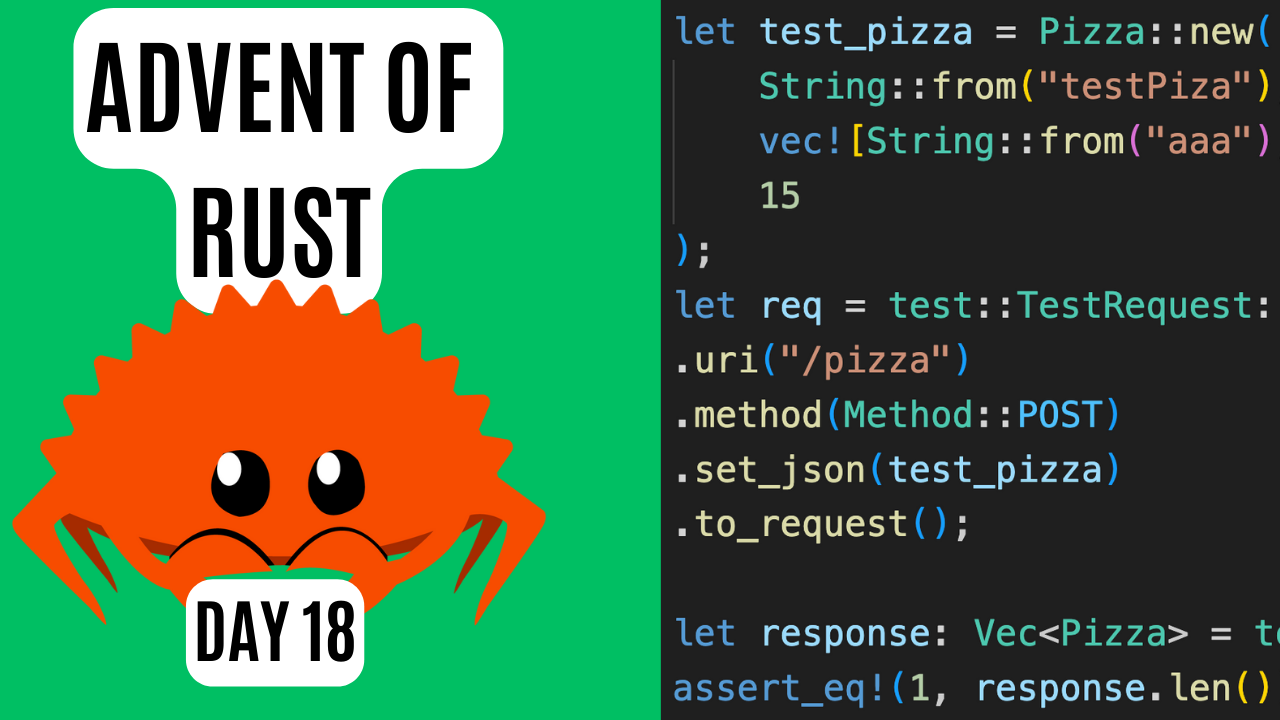 ADVENT OF
RUST
DAY 18
let test_pizza = Pizza::new(
String::from("testPiza")
vec![String::from("aaa")
15
);
let req = test::TestRequest:
.uri("/pizza")
.method(Method::POST)
.set_json(test_pizza)
.to_request();
let response: Vec<Pizza> = te
assert_eq!(1, response.len()